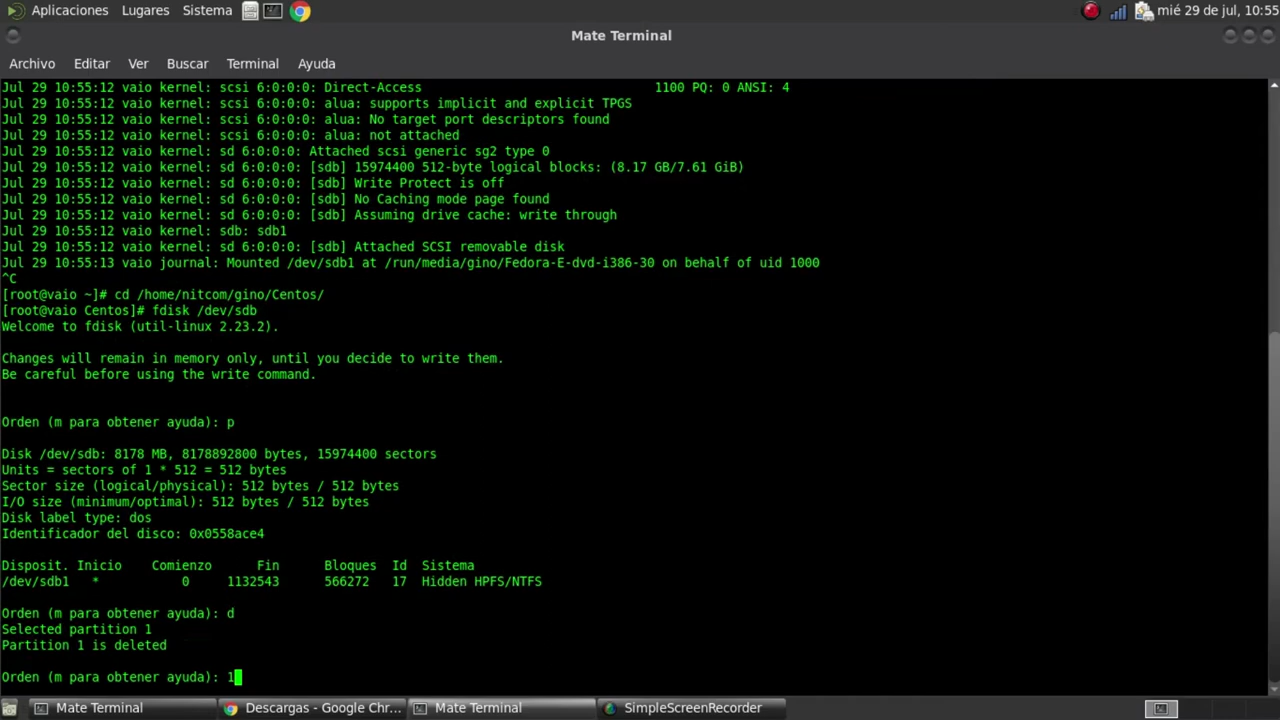 Aplicaciones Lugares Sistema mié 29 de jul, 10:55
Mate Terminal
Archivo Editar Ver Buscar Terminal Ayuda
Jul 29 10:55:12 vaio kernel: scsi 6:0:0:0: Direct-Access 1100 PQ: 0 ANSI: 4
Jul 29 10:55:12 vaio kernel: scsi 6:0:0:0: alua: supports implicit and explicit TPGS
Jul 29 10:55:12 vaio kernel: scsi 6:0:0:0: alua: No target port descriptors found
Jul 29 10:55:12 vaio kernel: scsi 6:0:0:0: alua: not attached
Jul 29 10:55:12 vaio kernel: sd 6:0:0:0: Attached scsi generic sg2 type 0
Jul 29 10:55:12 vaio kernel: sd 6:0:0:0: [sdb] 15974400 512-byte logical blocks: (8.17 GB/7.61 GiB)
Jul 29 10:55:12 vaio kernel: sd 6:0:0:0: [sdb] Write Protect is off
Jul 29 10:55:12 vaio kernel: sd 6:0:0:0: [sdb] No Caching mode page found
Jul 29 10:55:12 vaio kernel: sd 6:0:0:0: [sdb] Assuming drive cache: write through
Jul 29 10:55:12 vaio kernel: sdb: sdb1
Jul 29 10:55:12 vaio kernel: sd 6:0:0:0: [sdb] Attached SCSI removable disk
Jul 29 10:55:13 vaio journal: Mounted /dev/sdb1 at /run/media/gino/Fedora-E-dvd-i386-30 on behalf of uid 1000
^C
[root@vaio ~]# cd /home/nitcom/gino/Centos/
[root@vaio Centos]# fdisk /dev/sdb
Welcome to fdisk (util-linux 2.23.2).
Changes will remain in memory only, until you decide to write them.
Be careful before using the write command.
Orden (m para obtener ayuda): p
Disk /dev/sdb: 8178 MB, 8178892800 bytes, 15974400 sectors
Units = sectors of 1 * 512 = 512 bytes
Sector size (logical/physical): 512 bytes / 512 bytes
I/O size (minimum/optimal): 512 bytes / 512 bytes
Disk label type: dos
Identificador del disco: 0x0558ace4
Disposit. Inicio Comienzo Fin Bloques Id Sistema
/dev/sdb1 * 0 1132543 566272 17 Hidden HPFS/NTFS
Orden (m para obtener ayuda): d
Selected partition 1
Partition 1 is deleted
Orden (m para obtener ayuda): 1
Mate Terminal Descargas - Google Chr... Mate Terminal SimpleScreenRecorder